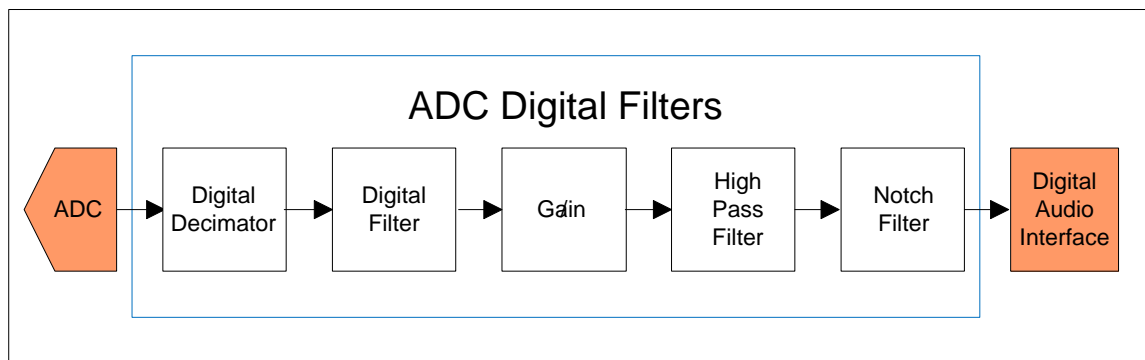 ADC Digital Filters
ADC
Digital
Decimator
Digital
Filter
Gain
High
Pass
Filter
Notch
Filter
Digital
Audio
Interface